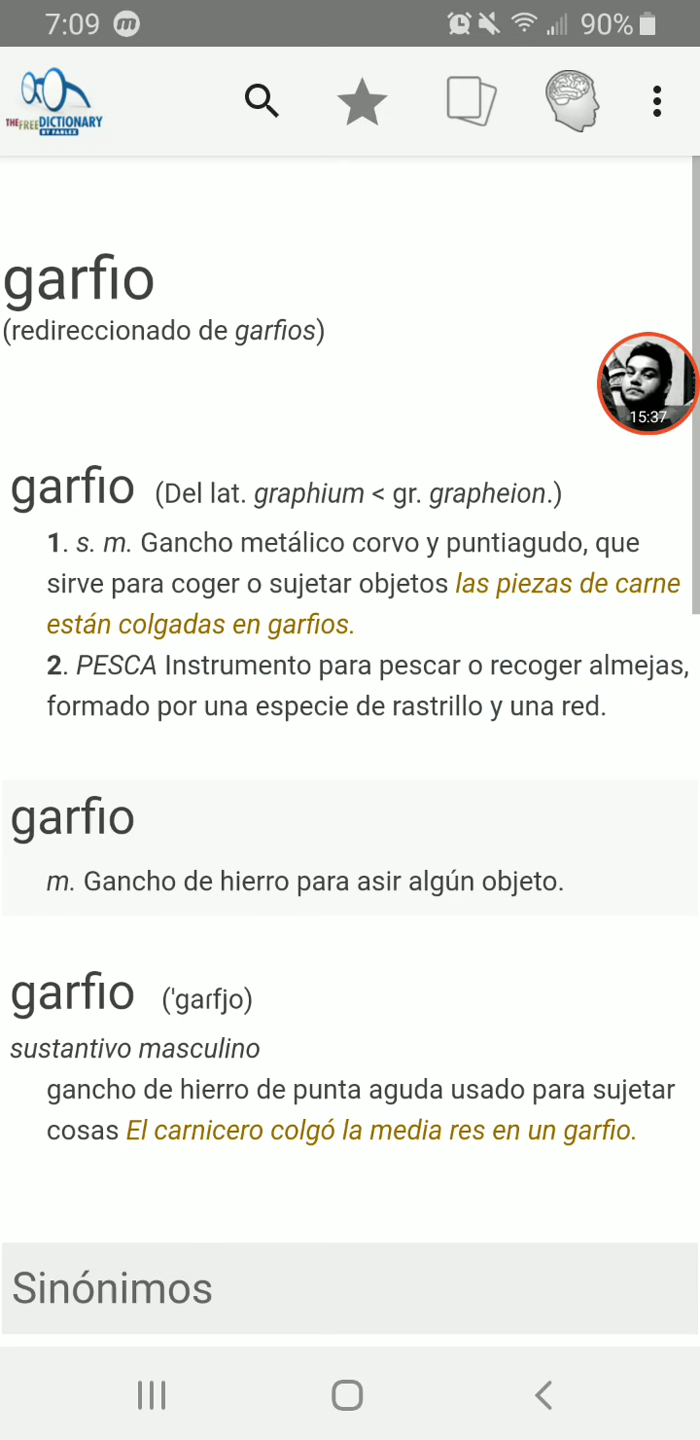 7:09 m 90%
THE FREE DICTIONARY
BY FARLEX
garfio
(redireccionado de garfios)
15:37
garfio (Del lat. graphium < gr. grapheion.)
1. s. m. Gancho metálico corvo y puntiagudo, que
sirve para coger o sujetar objetos las piezas de carne
están colgadas en garfios.
2. PESCA Instrumento para pescar o recoger almejas,
formado por una especie de rastrillo y una red.
garfio
m. Gancho de hierro para asir algún objeto.
garfio ('gaɾfjo)
sustantivo masculino
gancho de hierro de punta aguda usado para sujetar
cosas El carnicero colgó la media res en un garfio.
Sinónimos